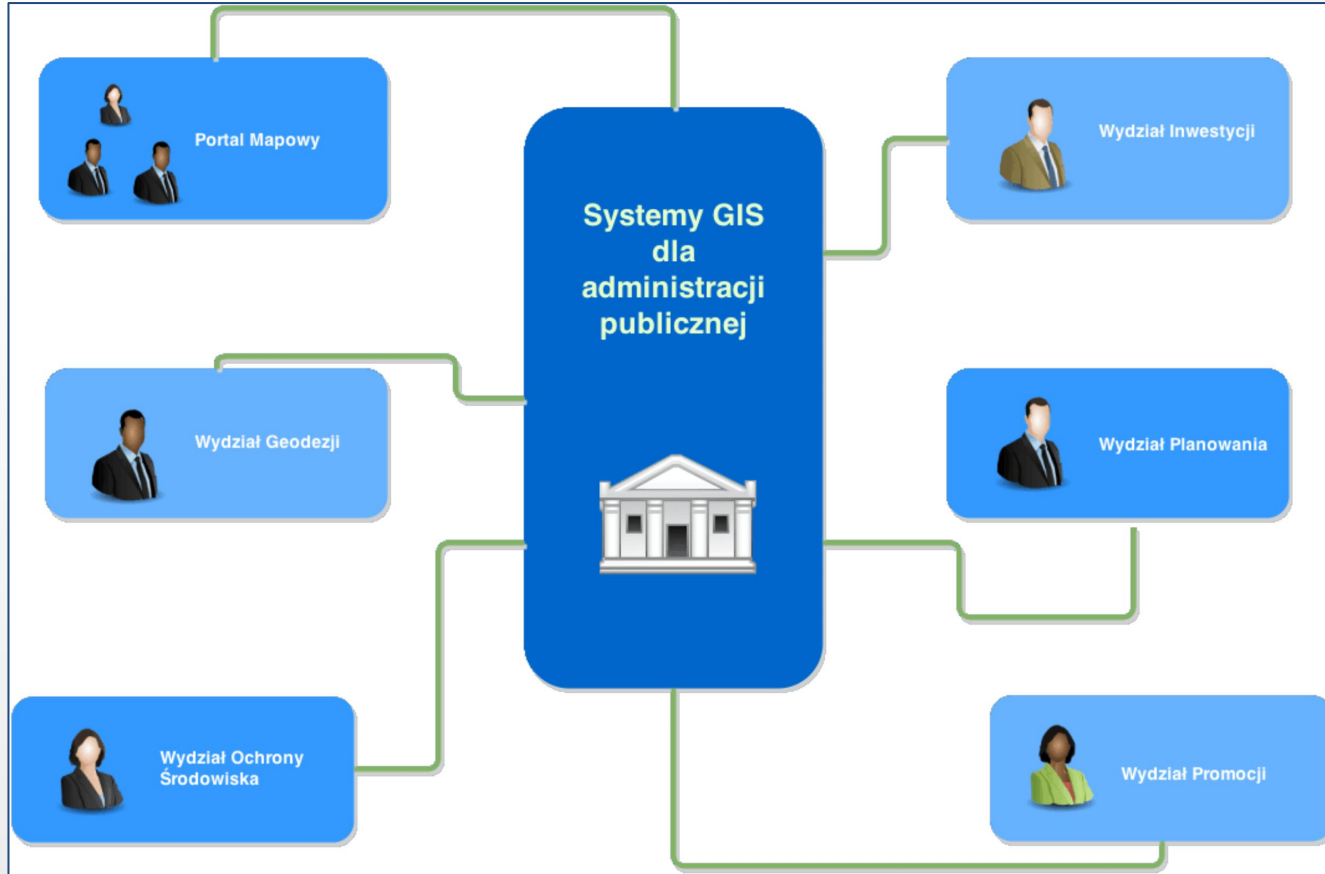 Portal Mapowy
Wydział Inwestycji
Systemy GIS
dla
administracji
publicznej
Wydział Geodezji
Wydział Planowania
Wydział Ochrony
Środowiska
Wydział Promocji